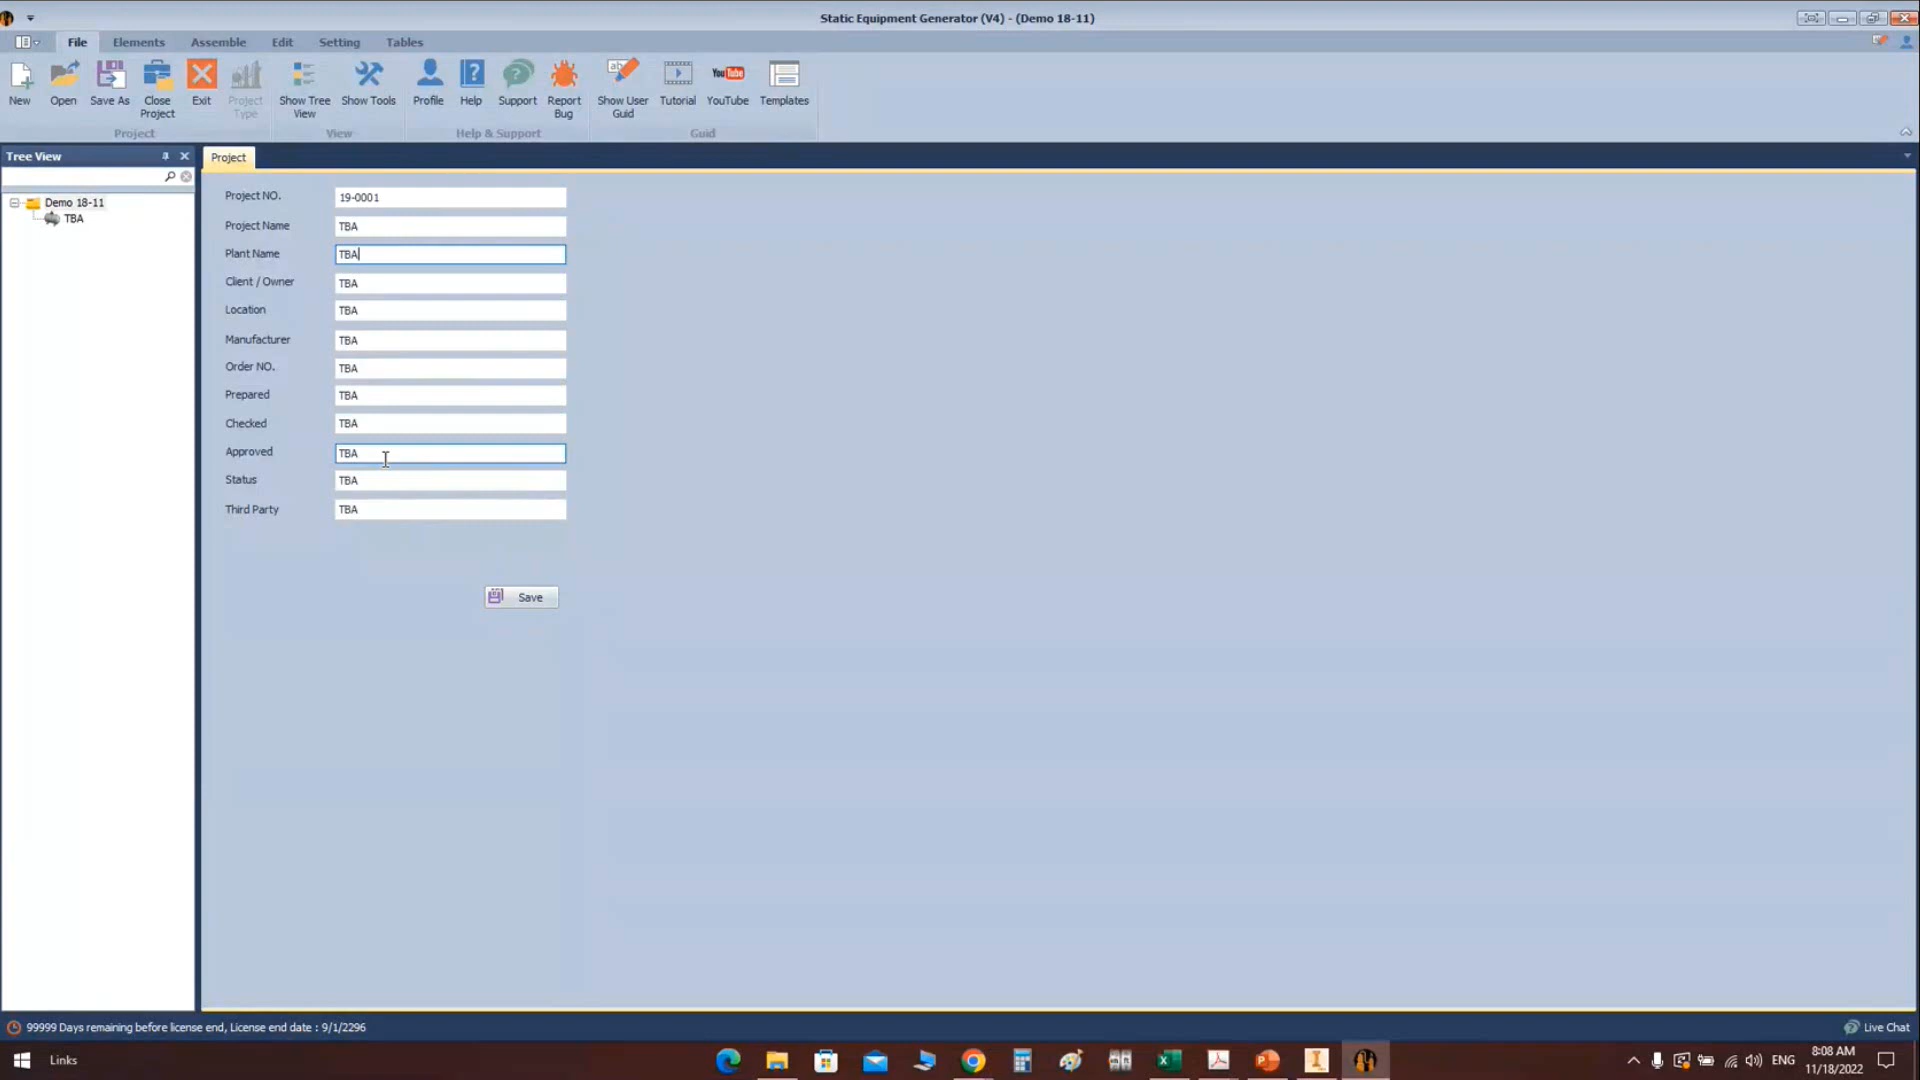 Static Equipment Generator (V4) - (Demo 18-11)
File Elements Assemble Edit Setting Tables
New Open Save As Close Project Exit Project Type Show Tree View Show Tools Profile Help Support Report Bug Show User Guid Tutorial YouTube Templates
Project View Help & Support Guid
Tree View
Project
Demo 18-11
TBA
Project NO. 19-0001
Project Name TBA
Plant Name TBA
Client / Owner TBA
Location TBA
Manufacturer TBA
Order NO. TBA
Prepared TBA
Checked TBA
Approved TBA
Status TBA
Third Party TBA
Save
99999 Days remaining before license end, License end date : 9/1/2296
Live Chat
Links
ENG
8:08 AM
11/18/2022